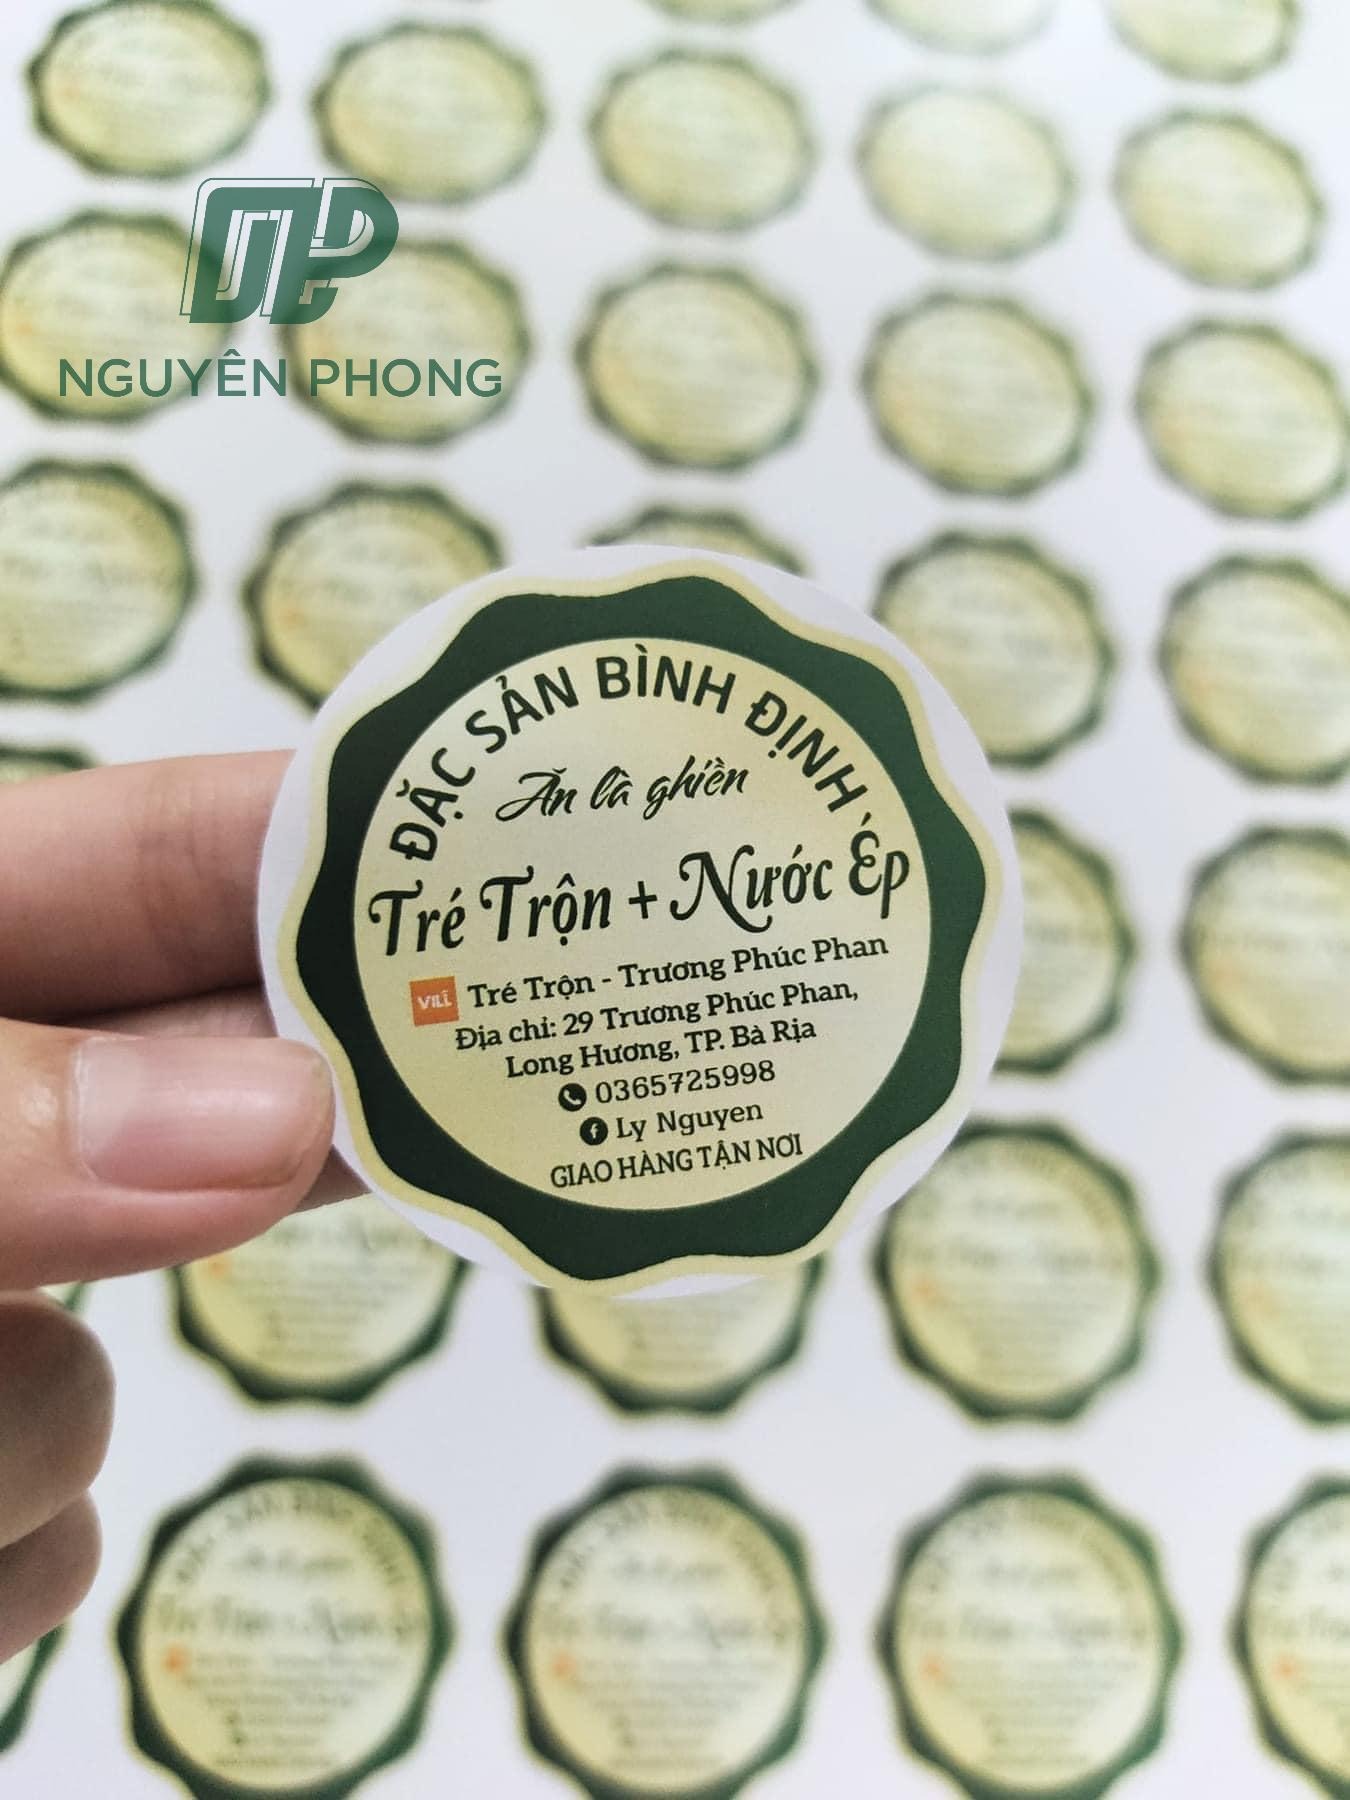 NGUYÊN PHONG
ĐẶC SẢN BÌNH ĐỊNH
Ăn là ghiền
Tré Trộn + Nước Ép
VILI Tré Trộn - Trương Phúc Phan
Địa chỉ: 29 Trương Phúc Phan,
Long Hương, TP. Bà Rịa
0365725998
Ly Nguyen
GIAO HÀNG TẬN NƠI